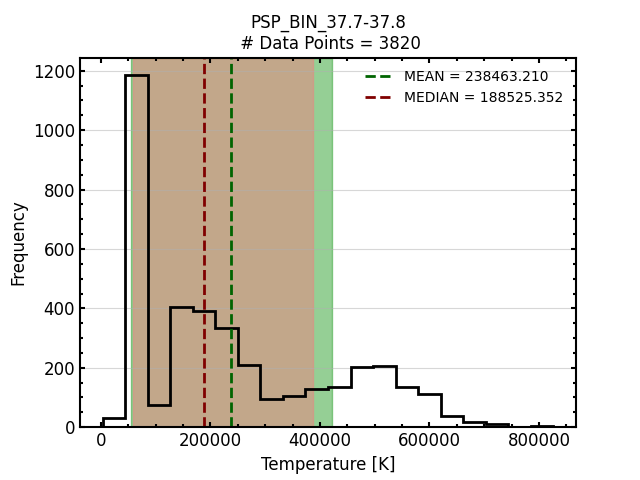 PSP_BIN_37.7-37.8
# Data Points = 3820
MEAN = 238463.210
MEDIAN = 188525.352
Frequency
1200
1000
800
600
400
200
0
0 200000 400000 600000 800000
Temperature [K]